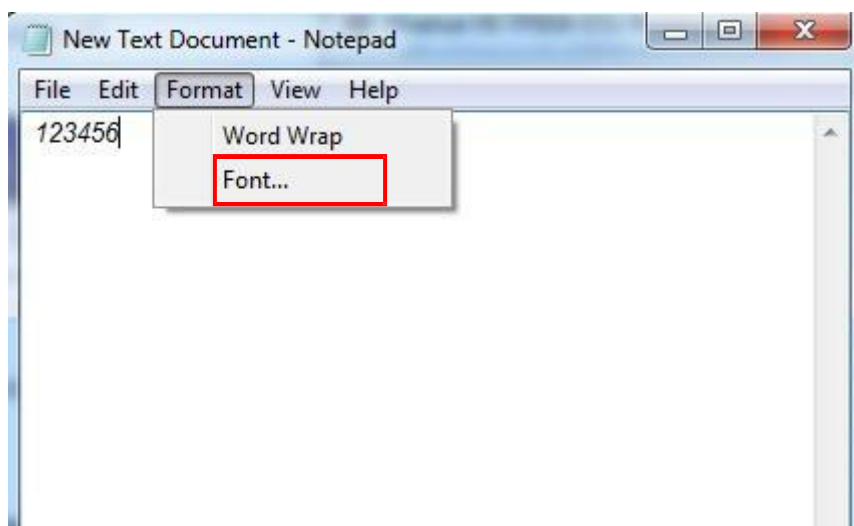 New Text Document - Notepad
File Edit Format View Help
123456
Word Wrap
Font...